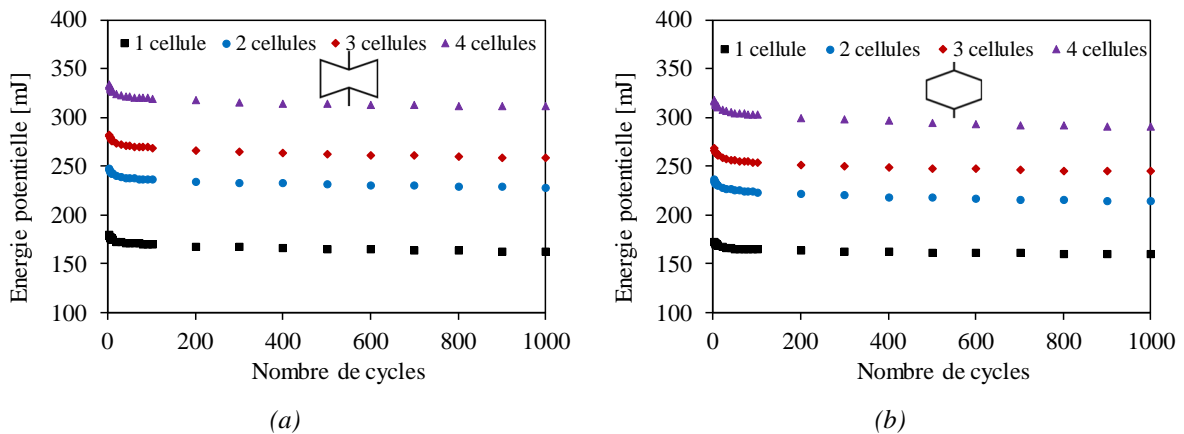 400
1 cellule 2 cellules 3 cellules 4 cellules
350
300
250
200
150
100
Energie potentielle [mJ]
0 200 400 600 800 1000
Nombre de cycles
(a)
400
1 cellule 2 cellules 3 cellules 4 cellules
350
300
250
200
150
100
Energie potentielle [mJ]
0 200 400 600 800 1000
Nombre de cycles
(b)